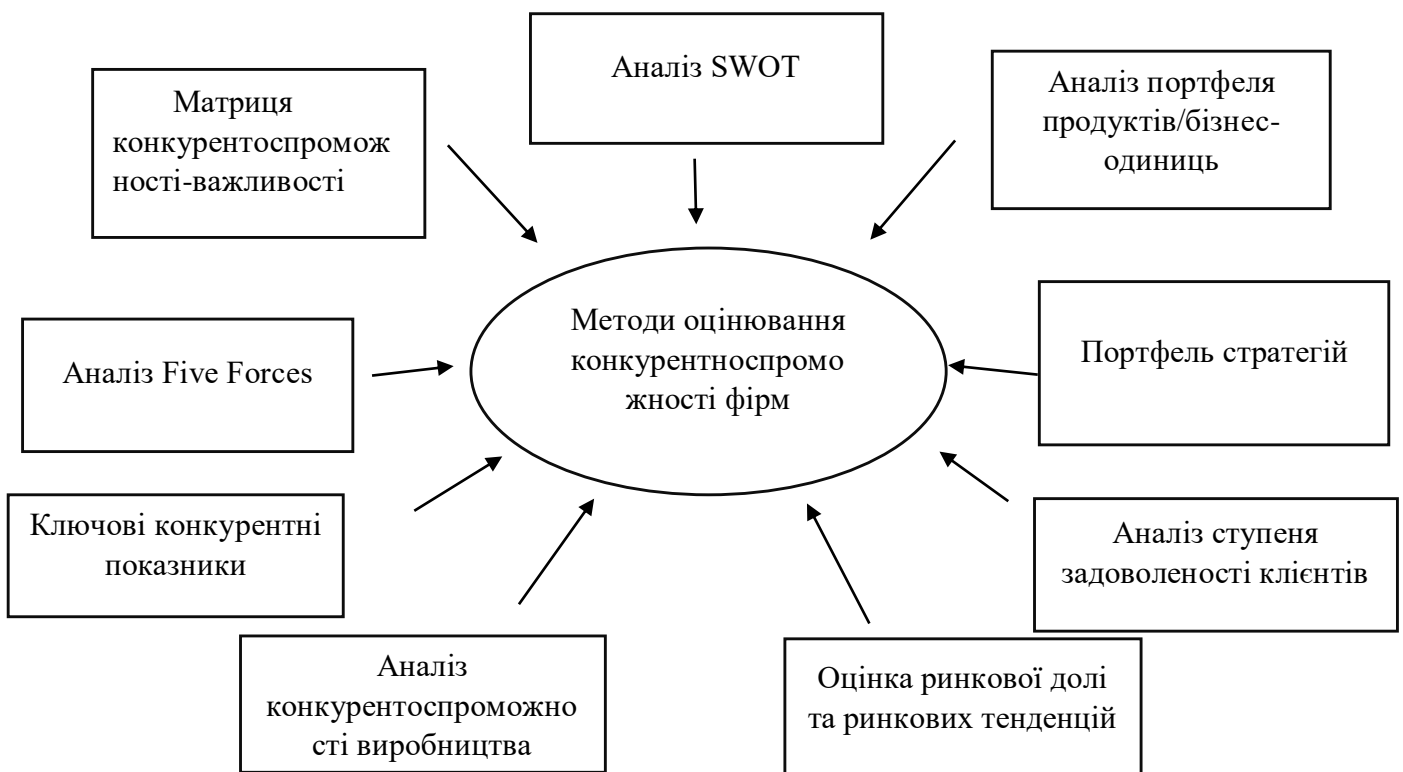 Аналіз SWOT
Матриця
конкурентоспромож
ності-важливості
Аналіз портфеля
продуктів/бізнес-
одиниць
Методи оцінювання
конкурентноспромо
жності фірм
Аналіз Five Forces
Портфель стратегій
Ключові конкурентні
показники
Аналіз ступеня
задоволеності клієнтів
Аналіз
конкурентоспроможно
сті виробництва
Оцінка ринкової долі
та ринкових тенденцій